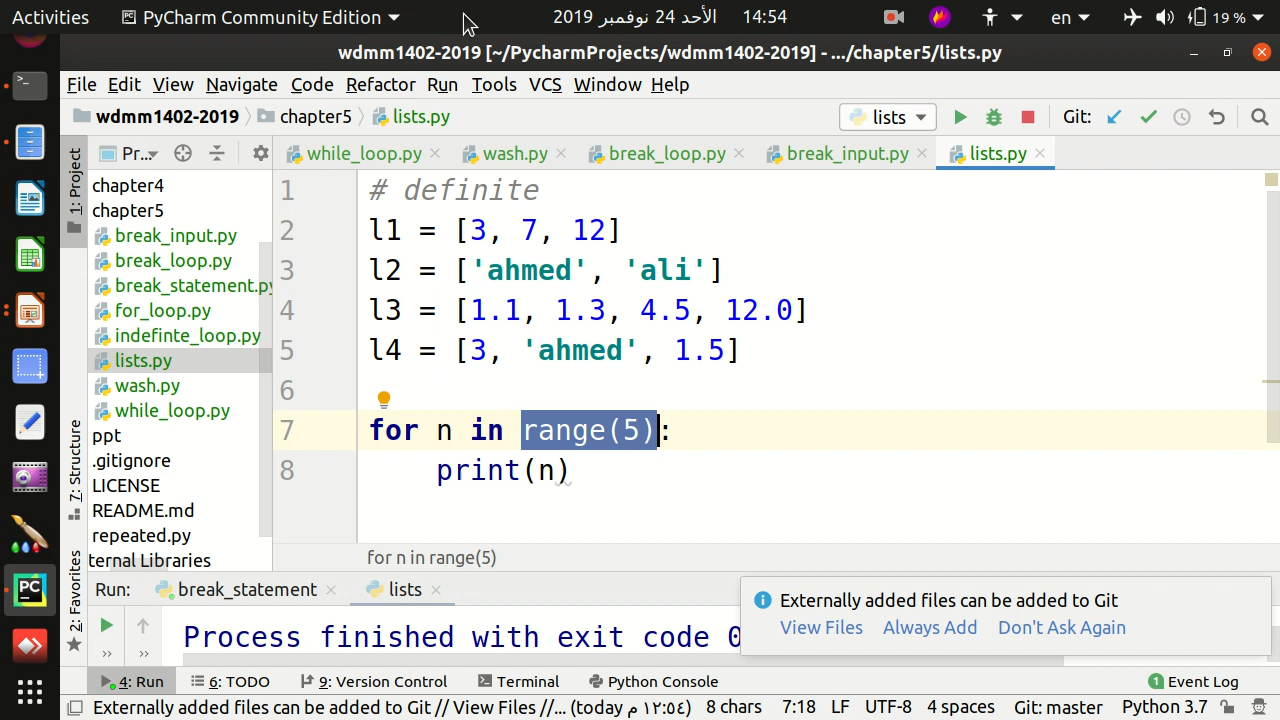 Activities PyCharm Community Edition الأحد 24 نوفمبر 2019 14:54 en 19 %
wdmm1402-2019 [~/PycharmProjects/wdmm1402-2019] - .../chapter5/lists.py
File Edit View Navigate Code Refactor Run Tools VCS Window Help
wdmm1402-2019 chapter5 lists.py lists Git:
1: Project Pr... while_loop.py wash.py break_loop.py break_input.py lists.py
chapter4
chapter5
break_input.py
break_loop.py
break_statement.py
for_loop.py
indefinte_loop.py
lists.py
wash.py
while_loop.py
ppt
.gitignore
LICENSE
README.md
repeated.py
ternal Libraries
7: Structure
2: Favorites
1 # definite
2 l1 = [3, 7, 12]
3 l2 = ['ahmed', 'ali']
4 l3 = [1.1, 1.3, 4.5, 12.0]
5 l4 = [3, 'ahmed', 1.5]
6
7 for n in range(5):
8 print(n)
for n in range(5)
Run: break_statement lists
Process finished with exit code 0
Externally added files can be added to Git
View Files Always Add Don't Ask Again
4: Run 6: TODO 9: Version Control Terminal Python Console 1 Event Log
Externally added files can be added to Git // View Files //... (today م ١٢:٥٤) 8 chars 7:18 LF UTF-8 4 spaces Git: master Python 3.7